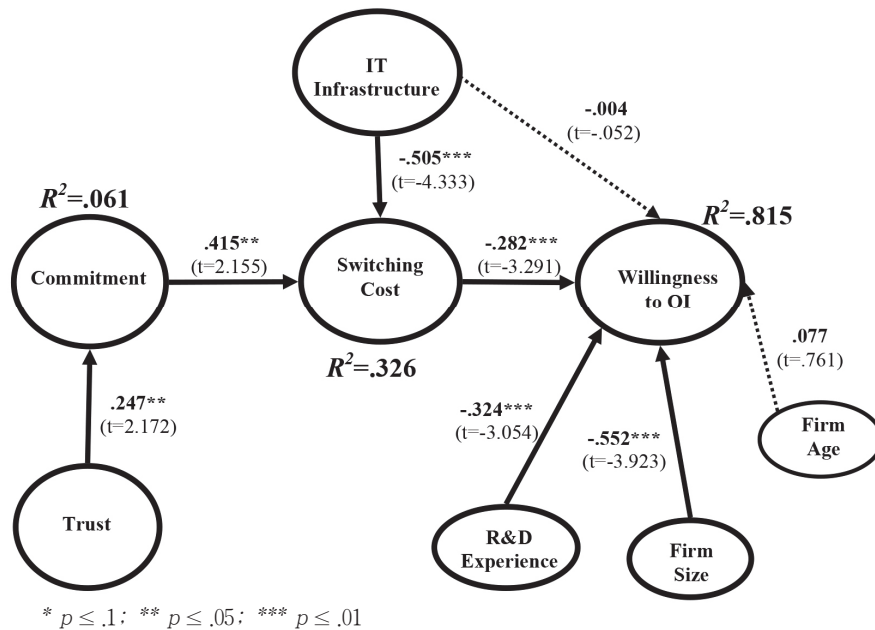 IT
Infrastructure
-.004
(t=-.052)
-.505***
(t=-4.333)
R²=.061
R²=.815
Commitment
.415**
(t=2.155)
Switching
Cost
-.282***
(t=-3.291)
Willingness
to OI
R²=.326
.077
(t=.761)
.247**
(t=2.172)
-.324***
(t=-3.054)
-.552***
(t=-3.923)
Firm
Age
Trust
R&D
Experience
Firm
Size
* p ≤ .1; ** p ≤ .05; *** p ≤ .01